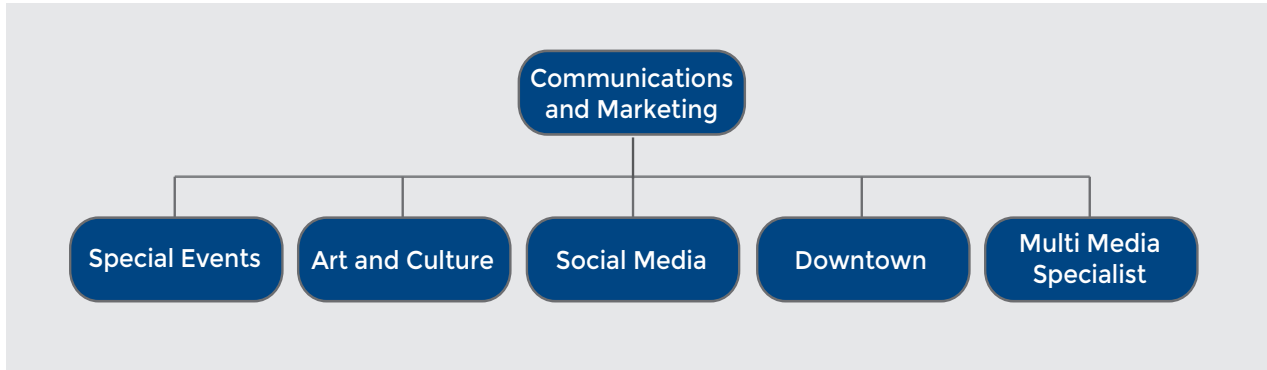 Communications
and Marketing
Special Events
Art and Culture
Social Media
Downtown
Multi Media
Specialist